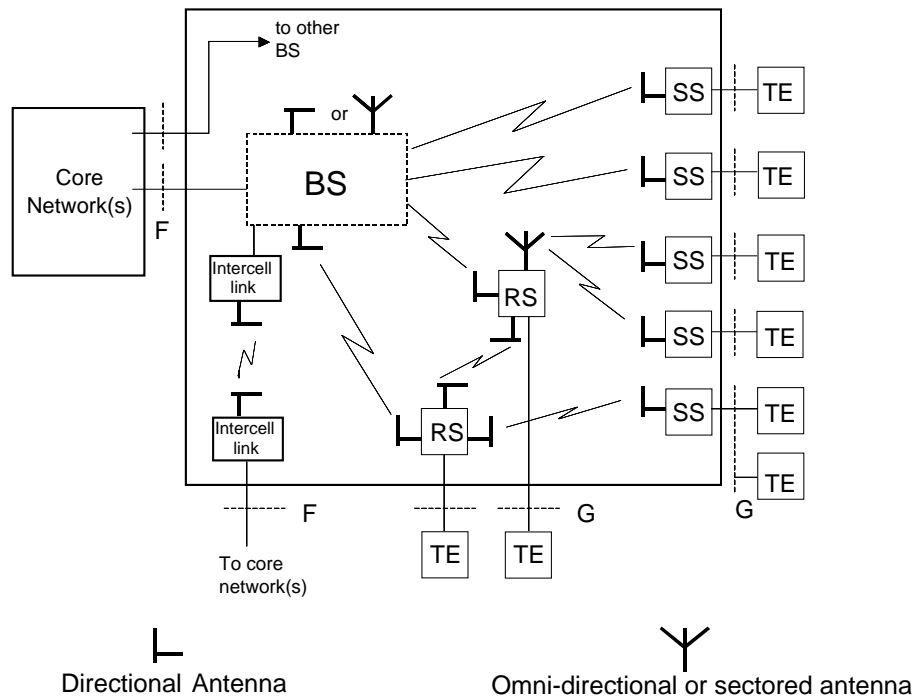 to other
BS
or
SS
TE
Core
Network(s)
F
BS
SS
TE
Intercell
link
RS
SS
TE
SS
TE
Intercell
link
RS
SS
TE
TE
G
F
G
To core
network(s)
TE
TE
Directional Antenna
Omni-directional or sectored antenna